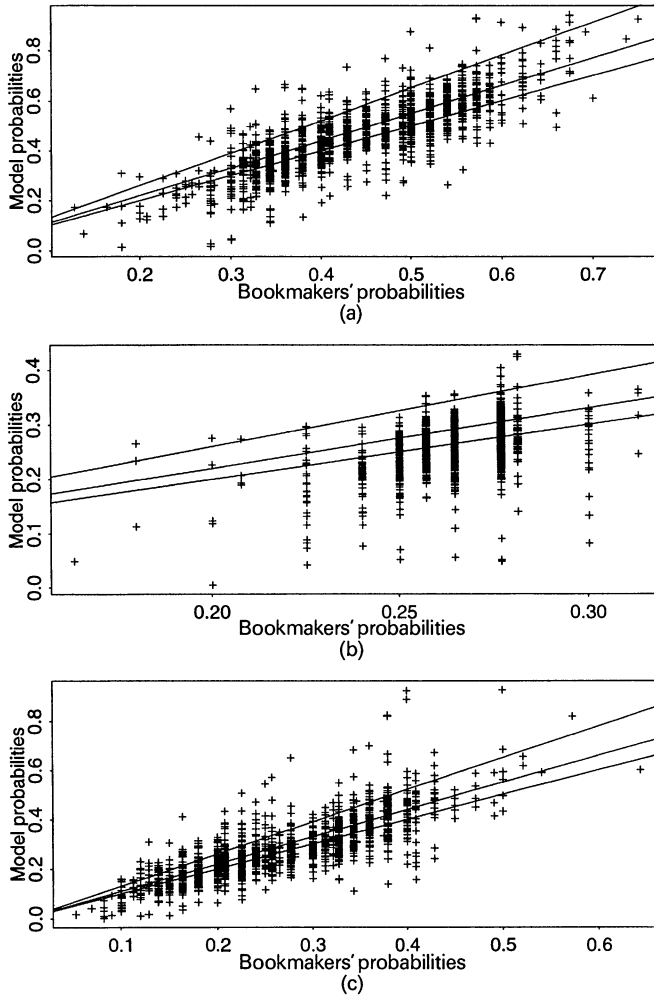 Model probabilities
0.8
0.6
0.4
0.2
0.0
0.2 0.3 0.4 0.5 0.6 0.7
Bookmakers' probabilities
(a)
Model probabilities
0.4
0.3
0.2
0.1
0.0
0.20 0.25 0.30
Bookmakers' probabilities
(b)
Model probabilities
0.8
0.6
0.4
0.2
0.0
0.1 0.2 0.3 0.4 0.5 0.6
Bookmakers' probabilities
(c)